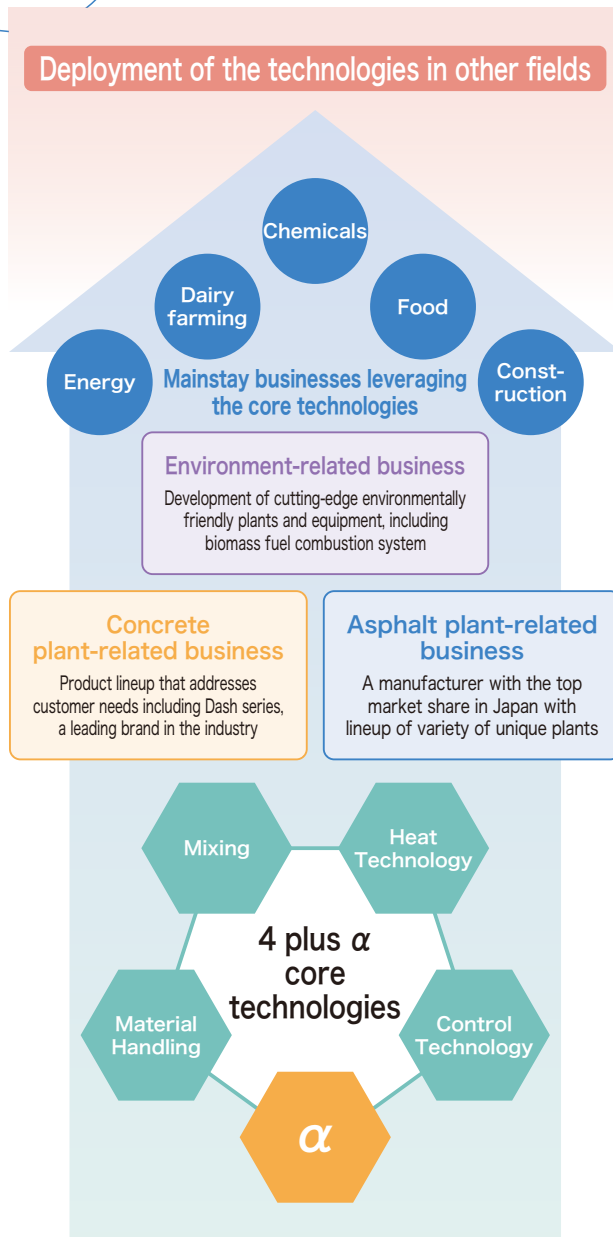 Deployment of the technologies in other fields
Chemicals
Dairy
farming
Food
Energy
Const-
ruction
Mainstay businesses leveraging
the core technologies
Environment-related business
Development of cutting-edge environmentally
friendly plants and equipment, including
biomass fuel combustion system
Concrete
plant-related business
Product lineup that addresses
customer needs including Dash series,
a leading brand in the industry
Asphalt plant-related
business
A manufacturer with the top
market share in Japan with
lineup of variety of unique plants
Mixing
Heat
Technology
4 plus α
core
technologies
Material
Handling
Control
Technology
α